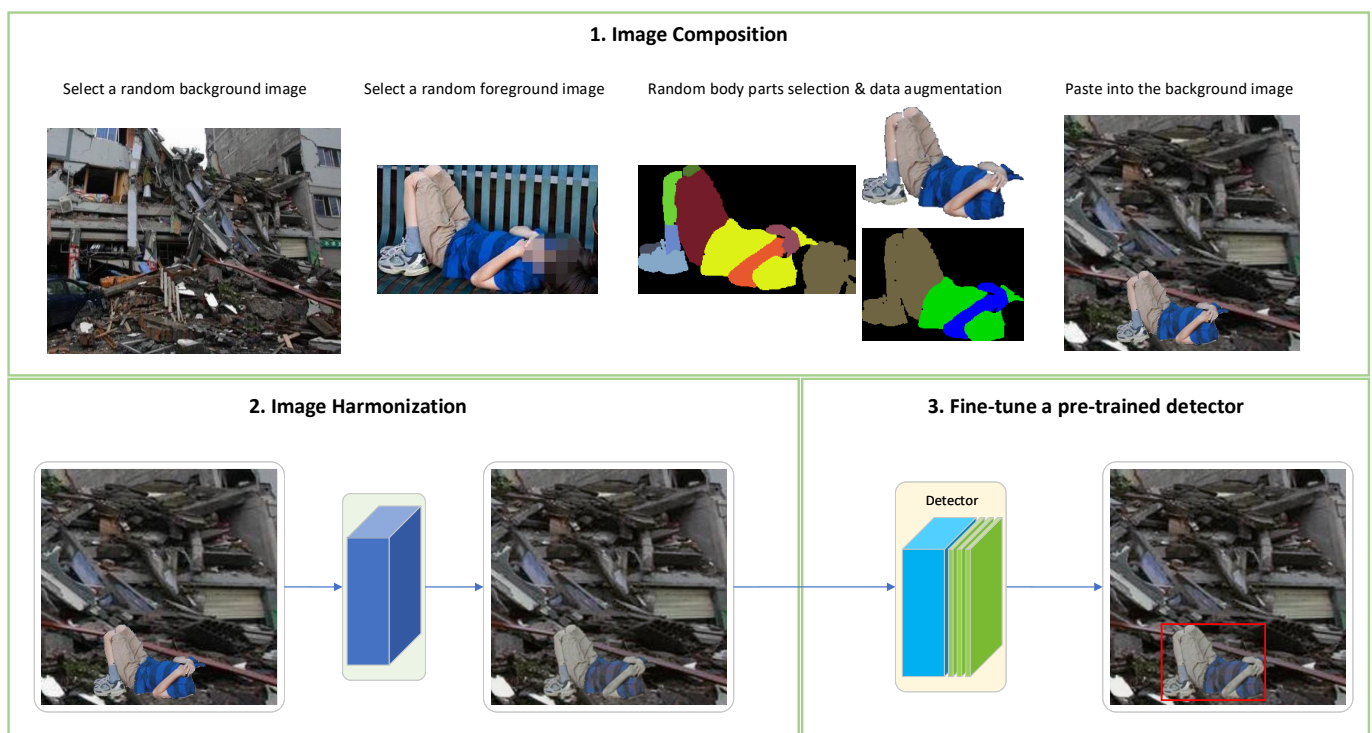 1. Image Composition
Select a random background image
Select a random foreground image
Random body parts selection & data augmentation
Paste into the background image
2. Image Harmonization
3. Fine-tune a pre-trained detector
Detector